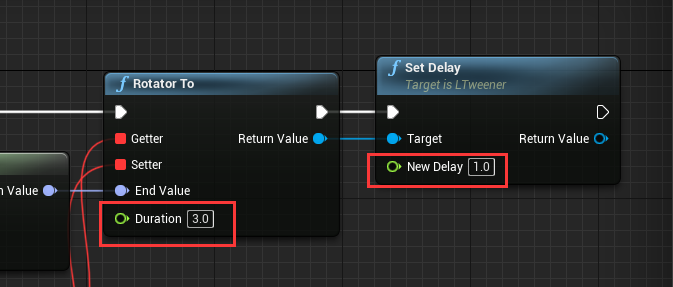 Rotator To
Getter
Return Value
Setter
End Value
Duration 3.0
n Value
Set Delay
Target is LTweener
Target
Return Value
New Delay 1.0